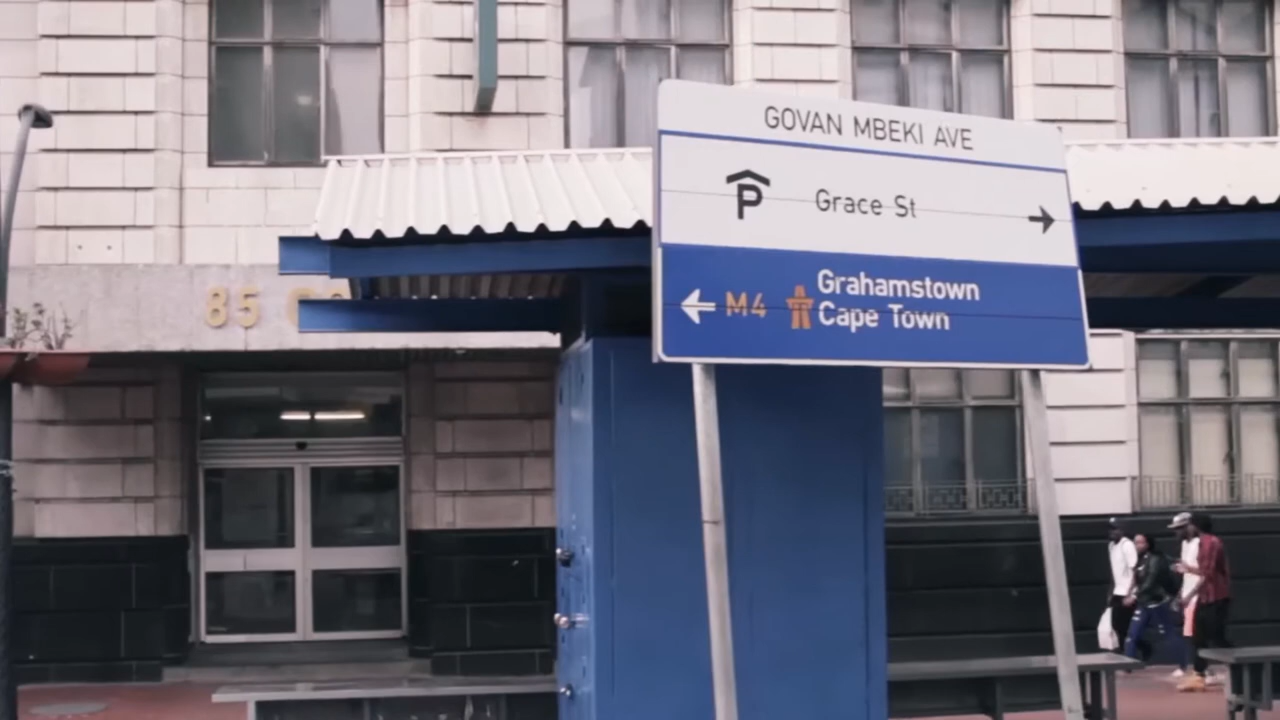 GOVAN MBEKI AVE
P Grace St
M4 Grahamstown
Cape Town
85